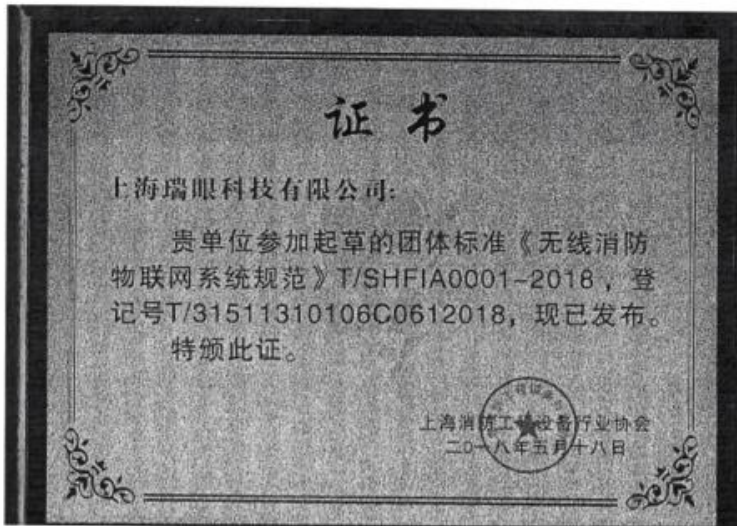 证书
上海瑞眼科技有限公司:
贵单位参加起草的团体标准《无线消防
物联网系统规范》T/SHFIA0001-2018，登
记号T/31511310106C0612018，现已发布。
特颁此证。
上海消防工程设备行业协会
二0一八年五月十八日